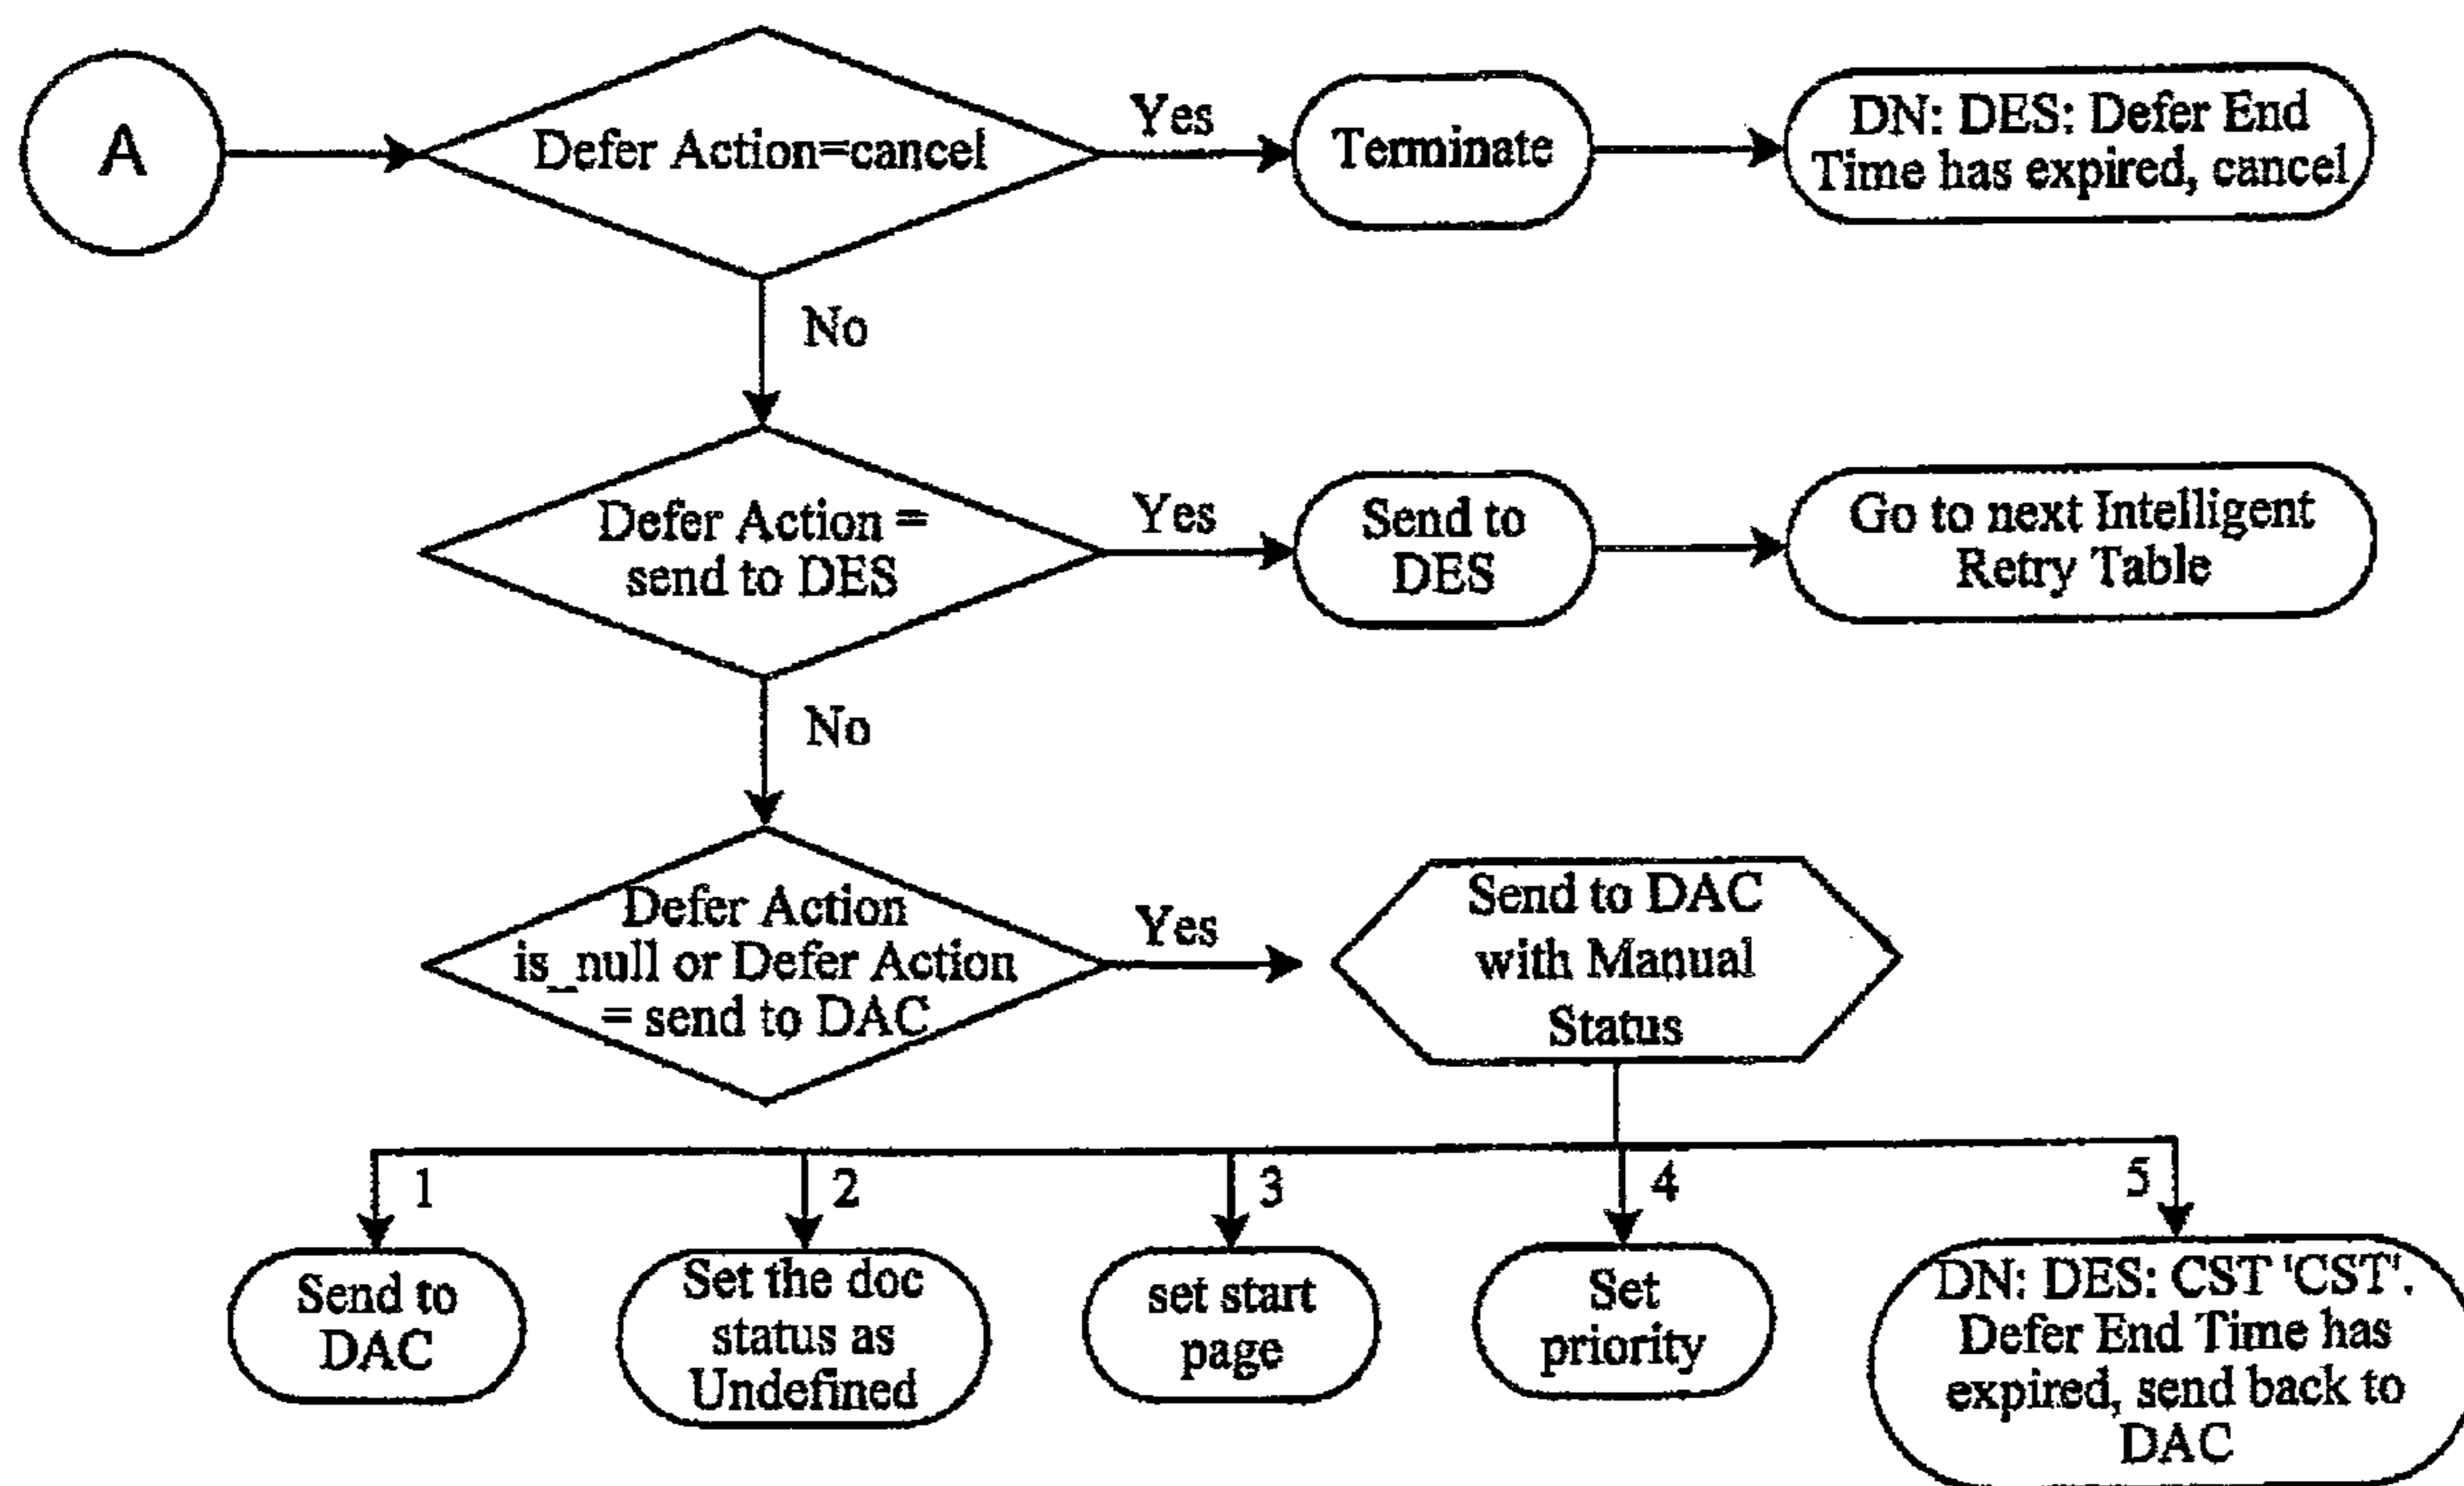 A
Defer Action=cancel
Yes
Terminate
DN: DES: Defer End
Time has expired, cancel
No
Defer Action =
send to DES
Yes
Send to
DES
Go to next Intelligent
Retry Table
No
Defer Action
is_null or Defer Action
= send to DAC
Yes
Send to DAC
with Manual
Status
1
2
3
4
5
Send to
DAC
Set the doc
status as
Undefined
set start
page
Set
priority
DN: DES: CST 'CST'.
Defer End Time has
expired, send back to
DAC